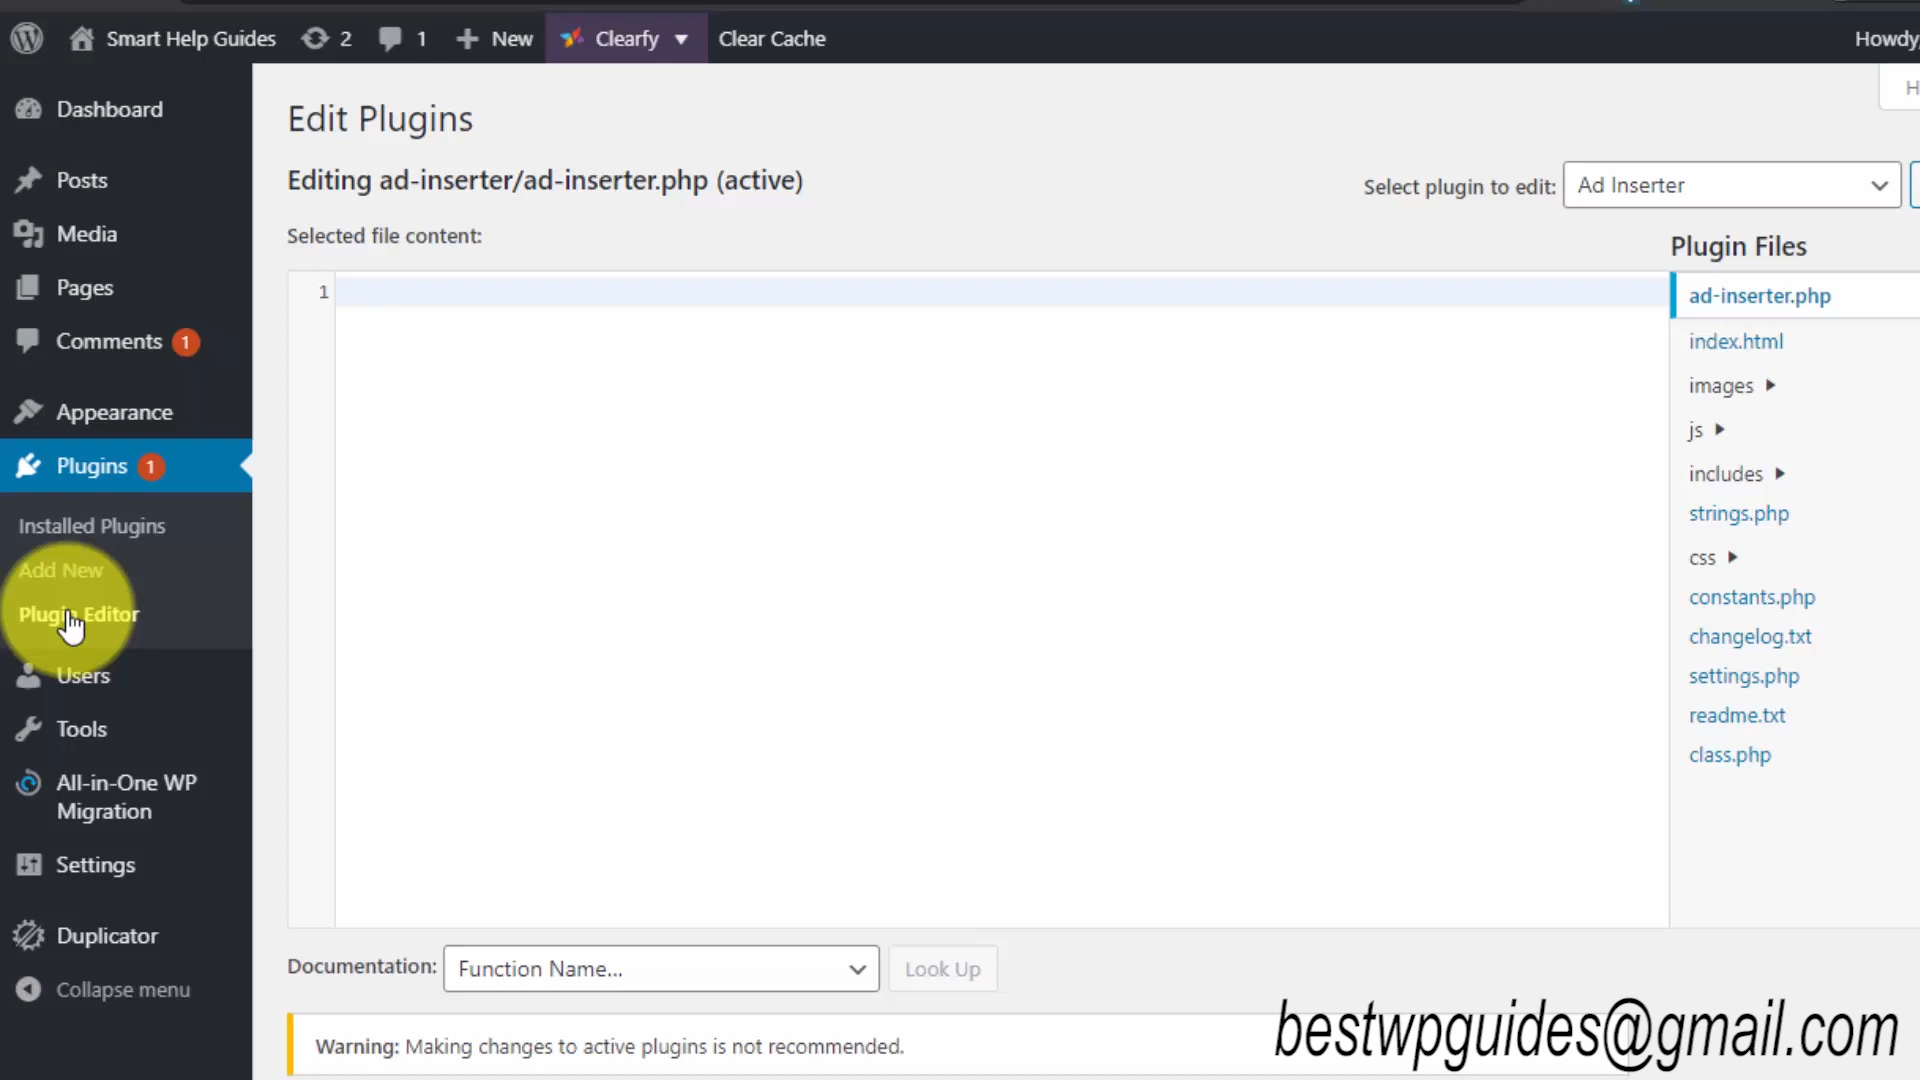 Smart Help Guides 2 1 New Clearfy Clear Cache Howdy,
Dashboard
Posts
Media
Pages
Comments 1
Appearance
Plugins 1
Installed Plugins
Add New
Plugin Editor
Users
Tools
All-in-One WP
Migration
Settings
Duplicator
Collapse menu
H
Edit Plugins
Editing ad-inserter/ad-inserter.php (active)
Select plugin to edit: Ad Inserter
Selected file content:
1
Plugin Files
ad-inserter.php
index.html
images
js
includes
strings.php
css
constants.php
changelog.txt
settings.php
readme.txt
class.php
Documentation: Function Name... Look Up
Warning: Making changes to active plugins is not recommended.
bestwpguides@gmail.com